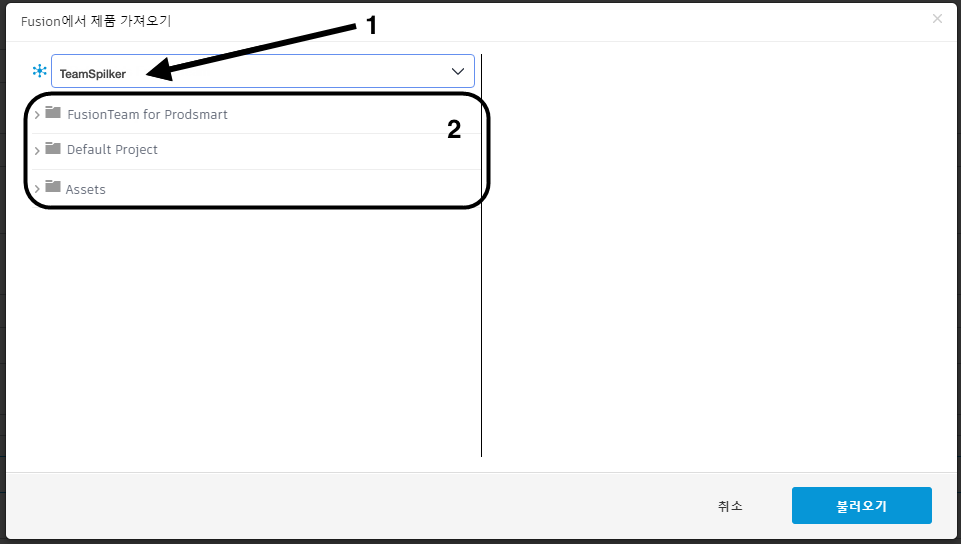 Fusion에서 제품 가져오기
1
TeamSpilker
2
FusionTeam for Prodsmart
Default Project
Assets
취소
불러오기